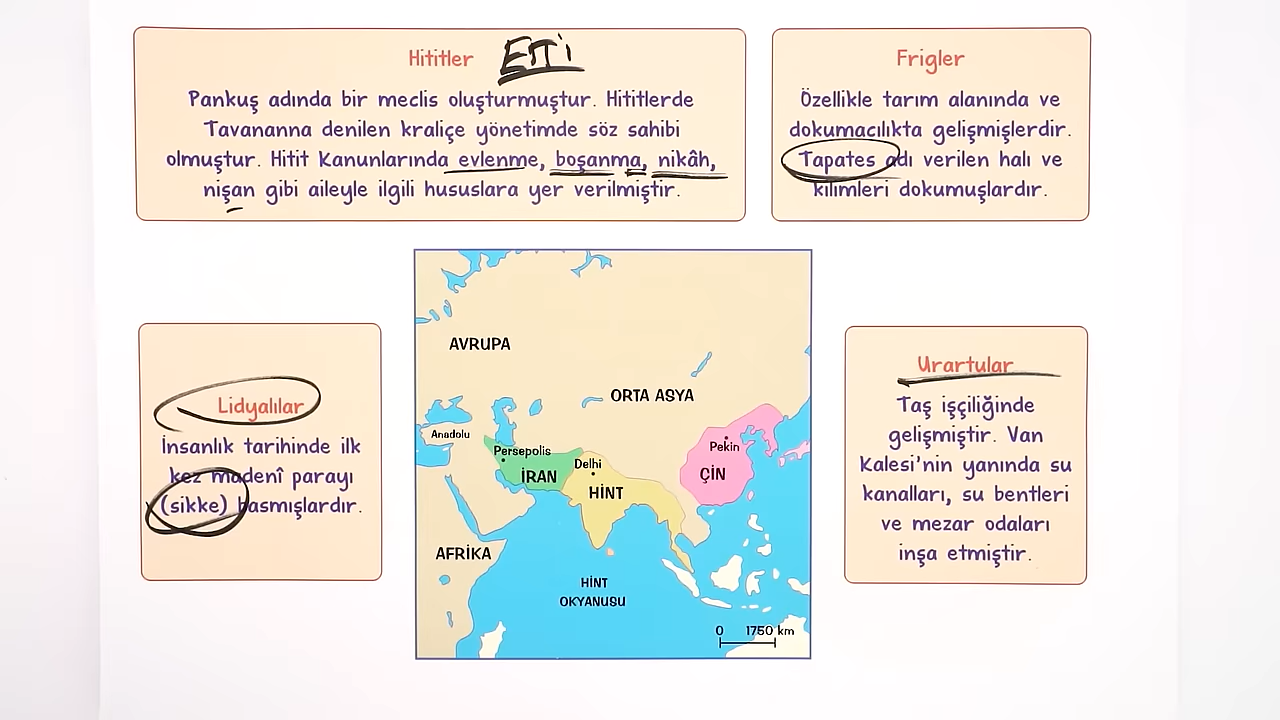 Hititler ETİ
Pankuş adında bir meclis oluşturmuştur. Hititlerde
Tavananna denilen kraliçe yönetimde söz sahibi
olmuştur. Hitit Kanunlarında evlenme, boşanma, nikâh,
nişan gibi aileyle ilgili hususlara yer verilmiştir.
Frigler
Özellikle tarım alanında ve
dokumacılıkta gelişmişlerdir.
Tapates adı verilen halı ve
kilimleri dokumuşlardır.
Lidyalılar
İnsanlık tarihinde ilk
kez madenî parayı
(sikke) basmışlardır.
AVRUPA
ORTA ASYA
Anadolu
Persepolis
İRAN
Delhi
HİNT
Pekin
ÇİN
AFRİKA
HİNT
OKYANUSU
0 1750 km
Urartular
Taş işçiliğinde
gelişmiştir. Van
Kalesi'nin yanında su
kanalları, su bentleri
ve mezar odaları
inşa etmiştir.